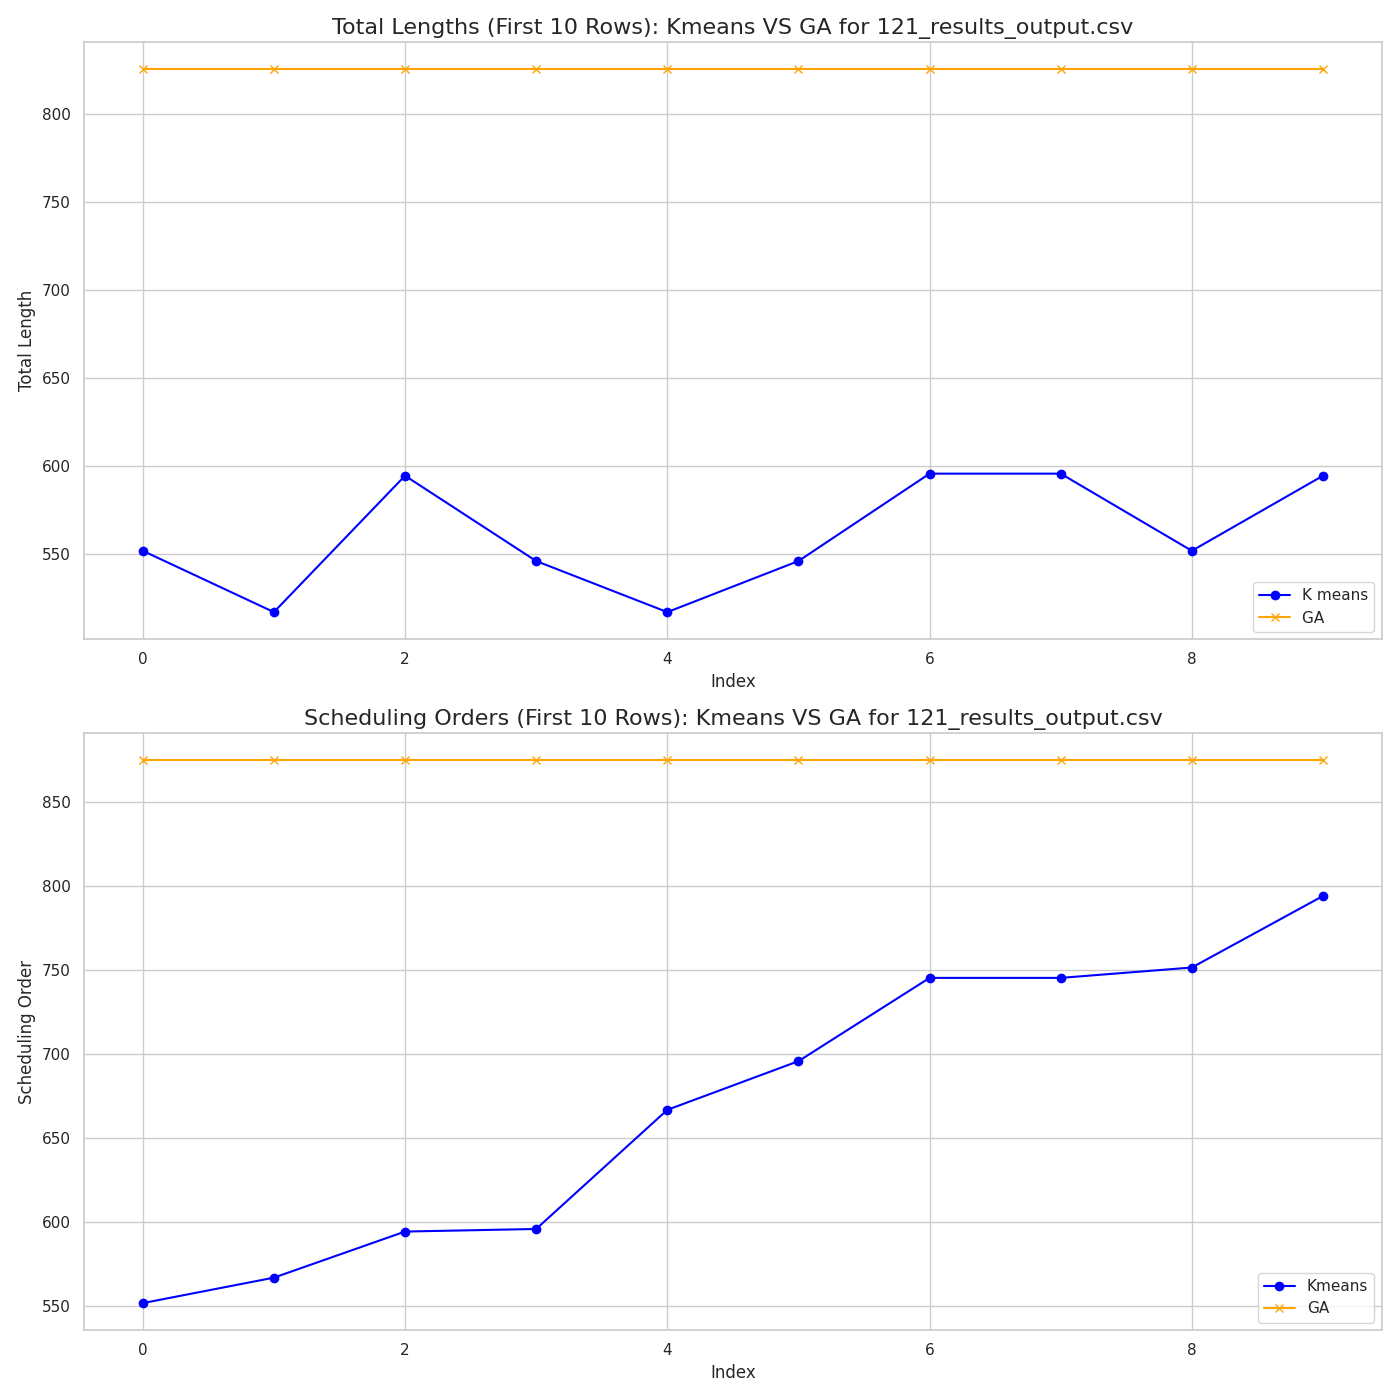 Total Lengths (First 10 Rows): Kmeans VS GA for 121_results_output.csv
Total Length
800
750
700
650
600
550
K means
GA
0 2 4 6 8
Index
Scheduling Orders (First 10 Rows): Kmeans VS GA for 121_results_output.csv
Scheduling Order
850
800
750
700
650
600
550
Kmeans
GA
0 2 4 6 8
Index